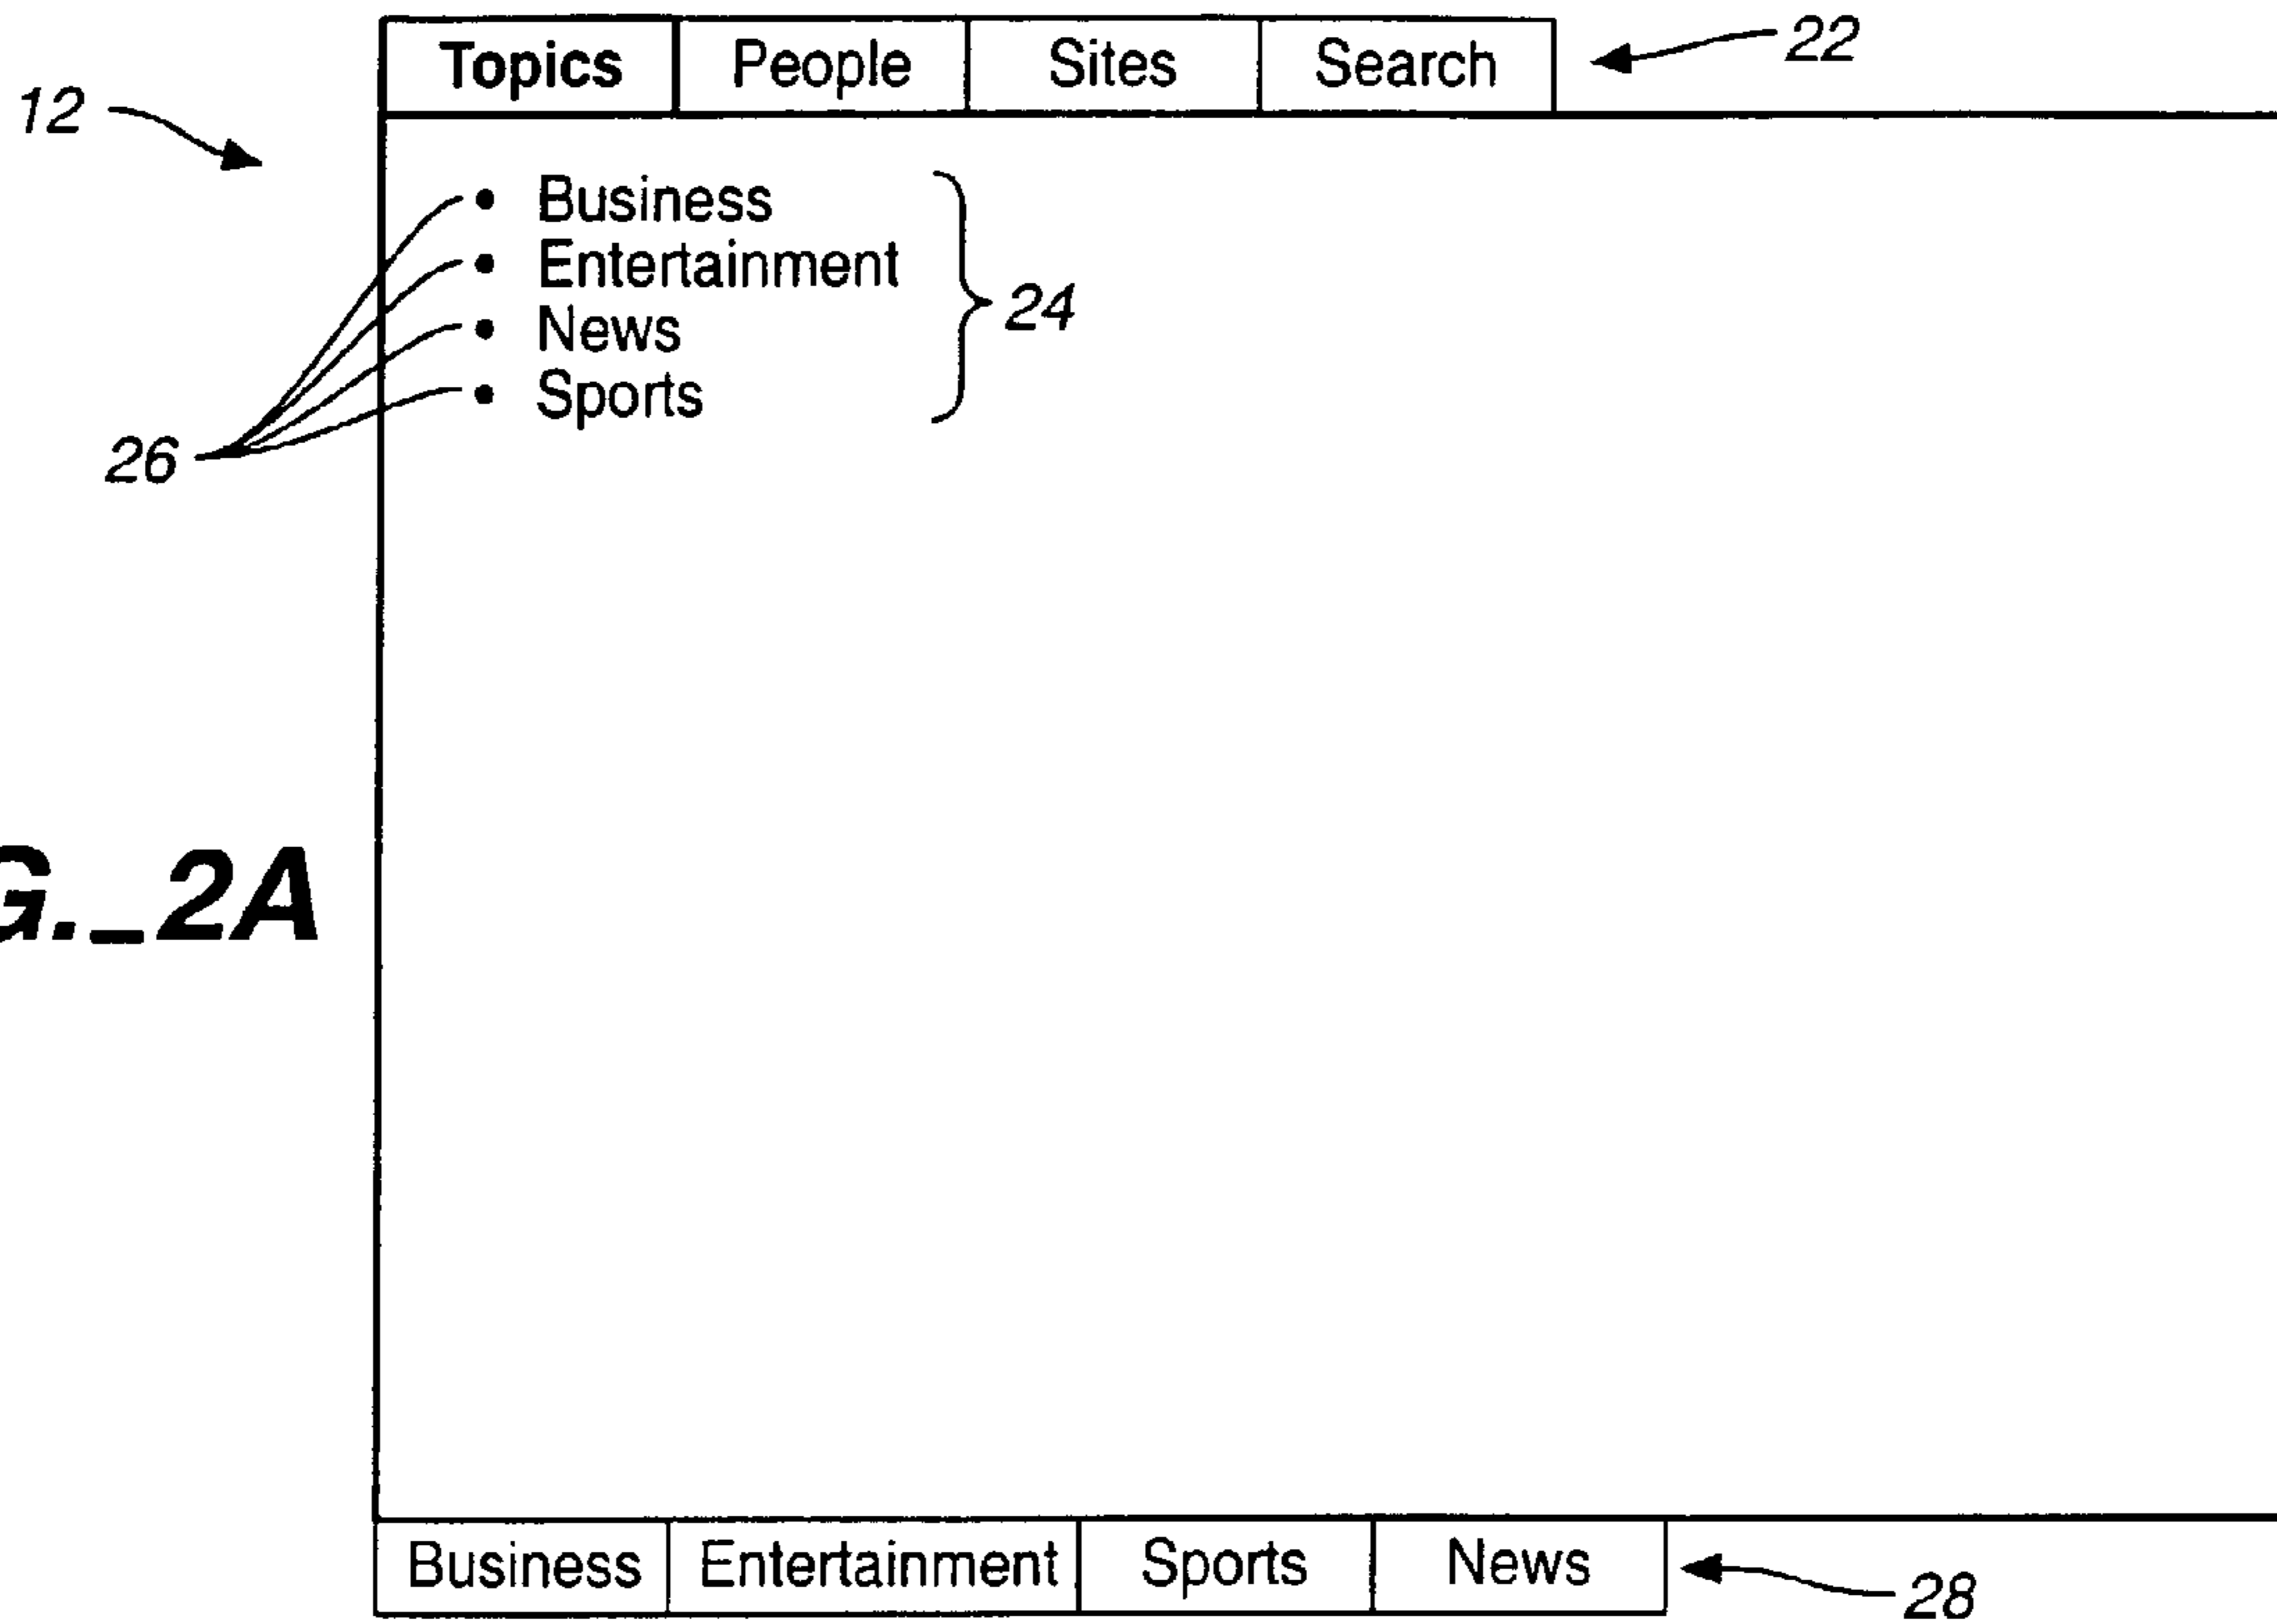 Topics People Sites Search 22
12
• Business
• Entertainment
• News
• Sports
24
26
G._2A
Business Entertainment Sports News 28